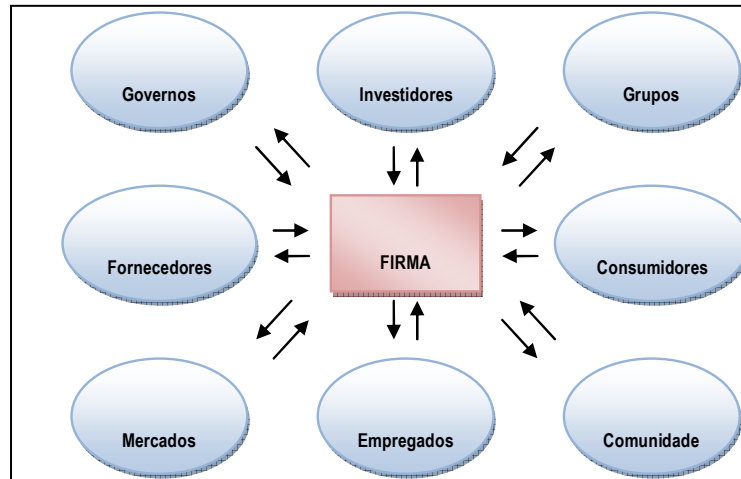 Governos
Investidores
Grupos
Fornecedores
FIRMA
Consumidores
Mercados
Empregados
Comunidade